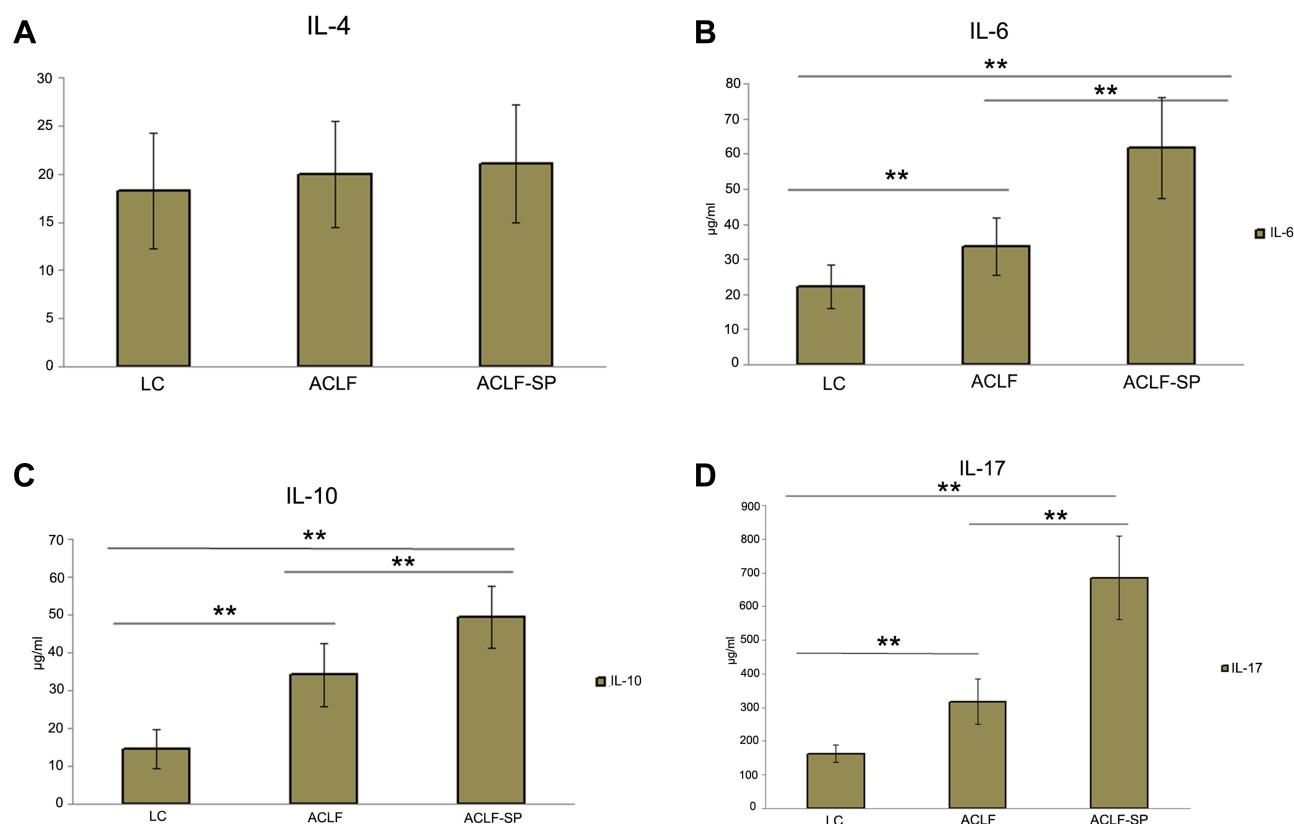 A
IL-4
30
25
20
15
10
5
0
LC ACLF ACLF-SP
B
IL-6
**
**
**
80
70
60
50
40
30
20
10
0
µg/ml
LC ACLF ACLF-SP
IL-6
C
IL-10
**
**
**
70
60
50
40
30
20
10
0
µg/ml
LC ACLF ACLF-SP
IL-10
D
IL-17
**
**
**
900
800
700
600
500
400
300
200
100
0
µg/ml
LC ACLF ACLF-SP
IL-17